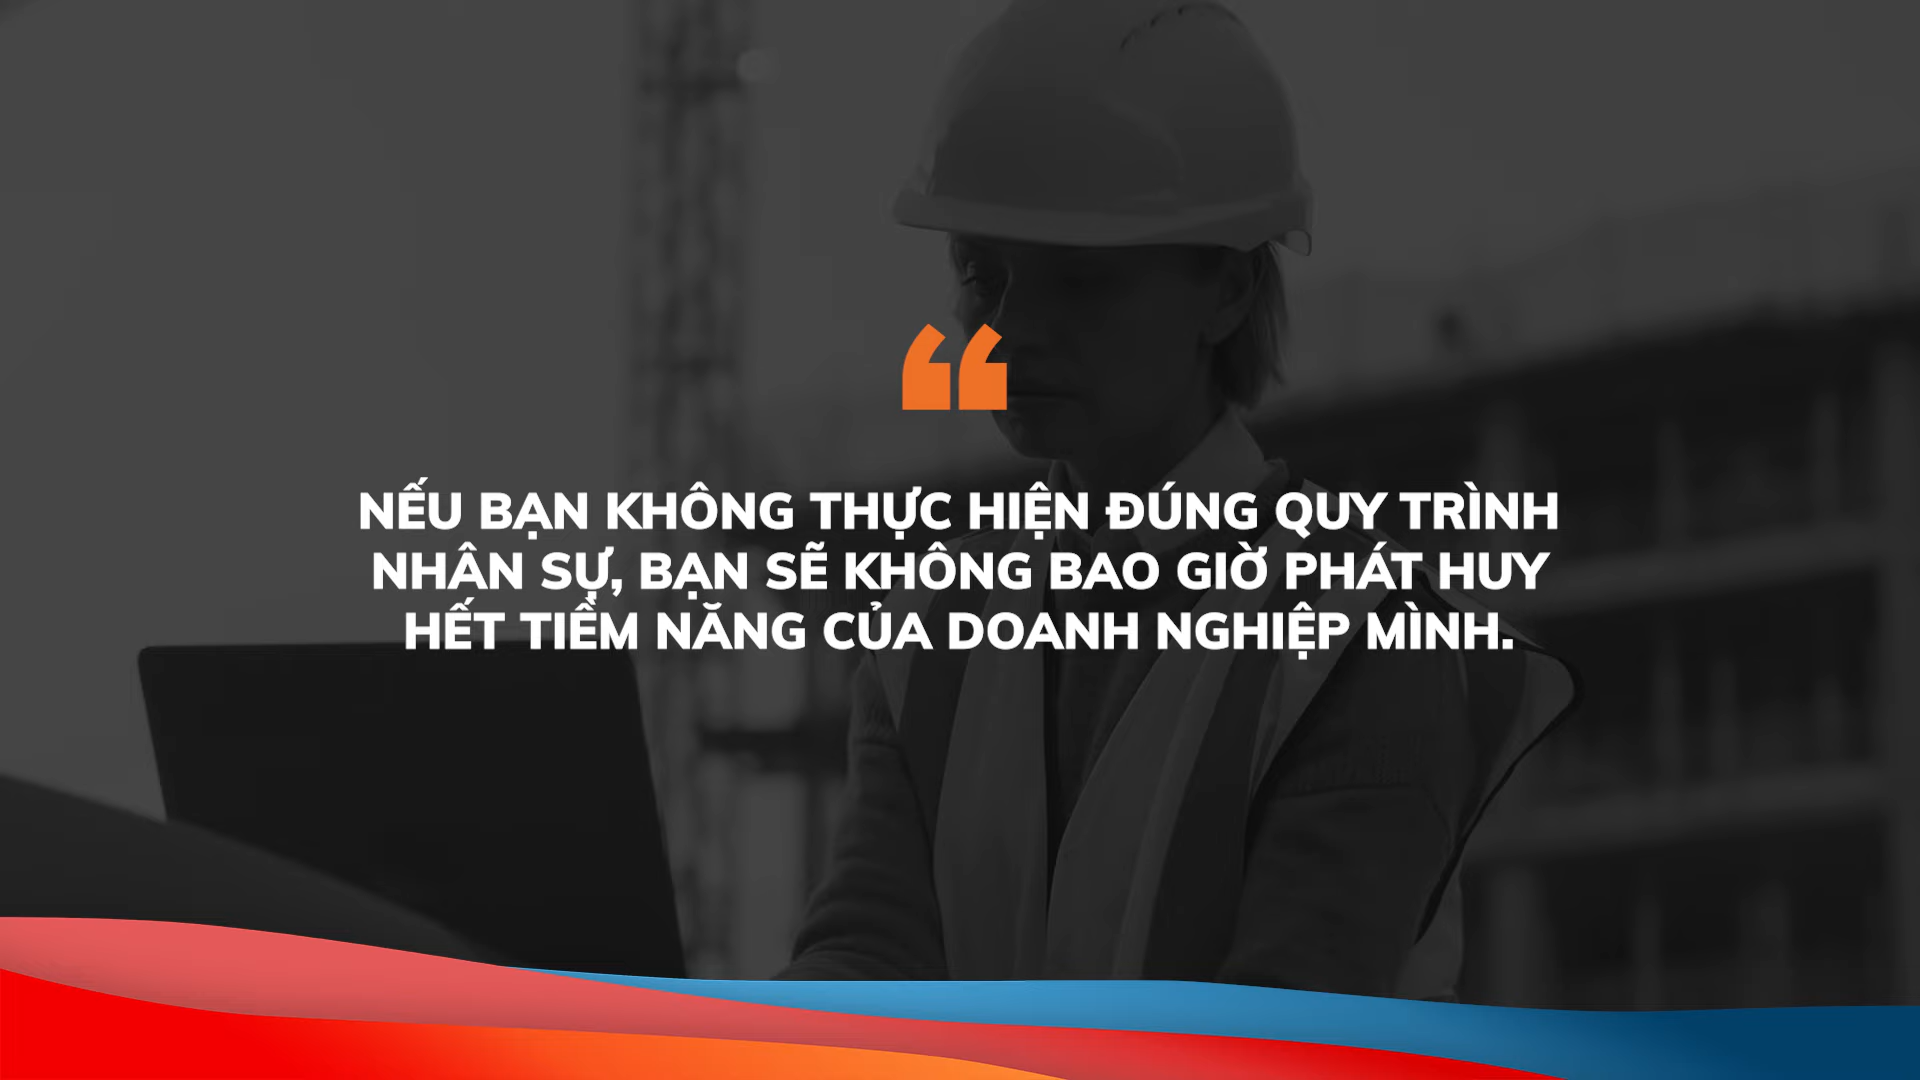 “
NẾU BẠN KHÔNG THỰC HIỆN ĐÚNG QUY TRÌNH
NHÂN SỰ, BẠN SẼ KHÔNG BAO GIỜ PHÁT HUY
HẾT TIỀM NĂNG CỦA DOANH NGHIỆP MÌNH.